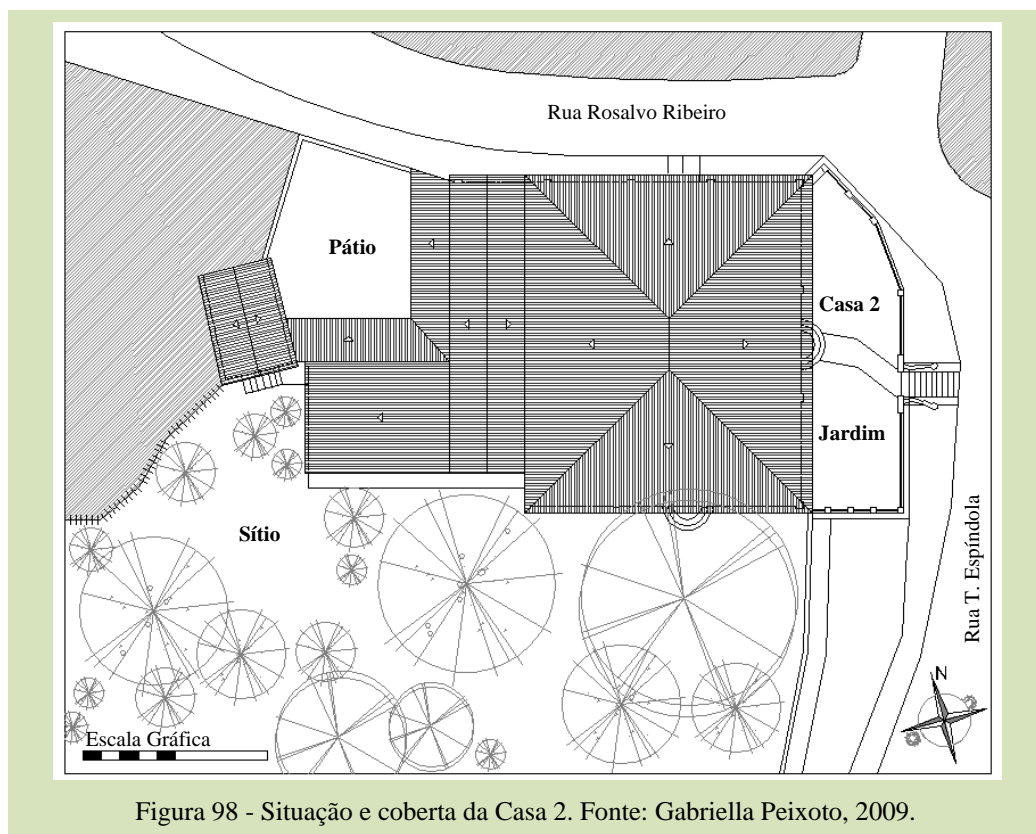 Rua Rosalvo Ribeiro
Pátio
Casa 2
Jardim
Sítio
Rua T. Espíndola
N
Escala Gráfica
Figura 98 - Situação e coberta da Casa 2. Fonte: Gabriella Peixoto, 2009.